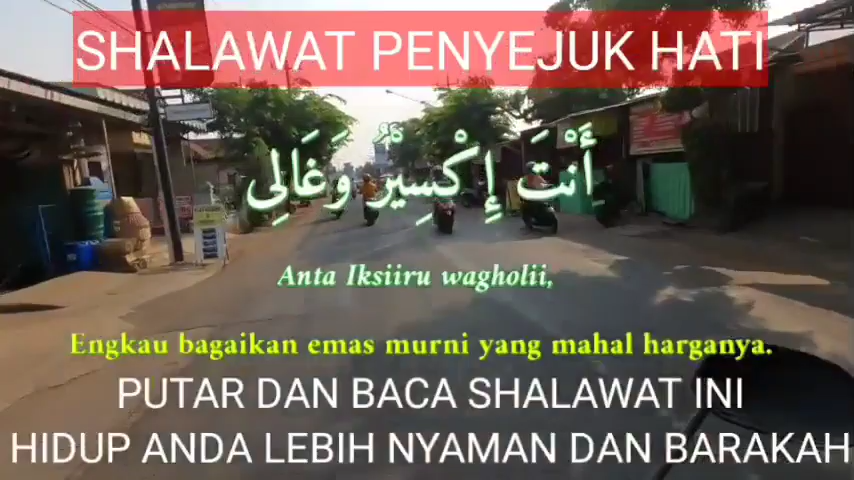 SHALAWAT PENYEJUK HATI
أَنْتَ إِكْسِيْرٌ وَغَالِي
Anta Iksiiru wagholii,
Engkau bagaikan emas murni yang mahal harganya.
PUTAR DAN BACA SHALAWAT INI
HIDUP ANDA LEBIH NYAMAN DAN BARAKAH